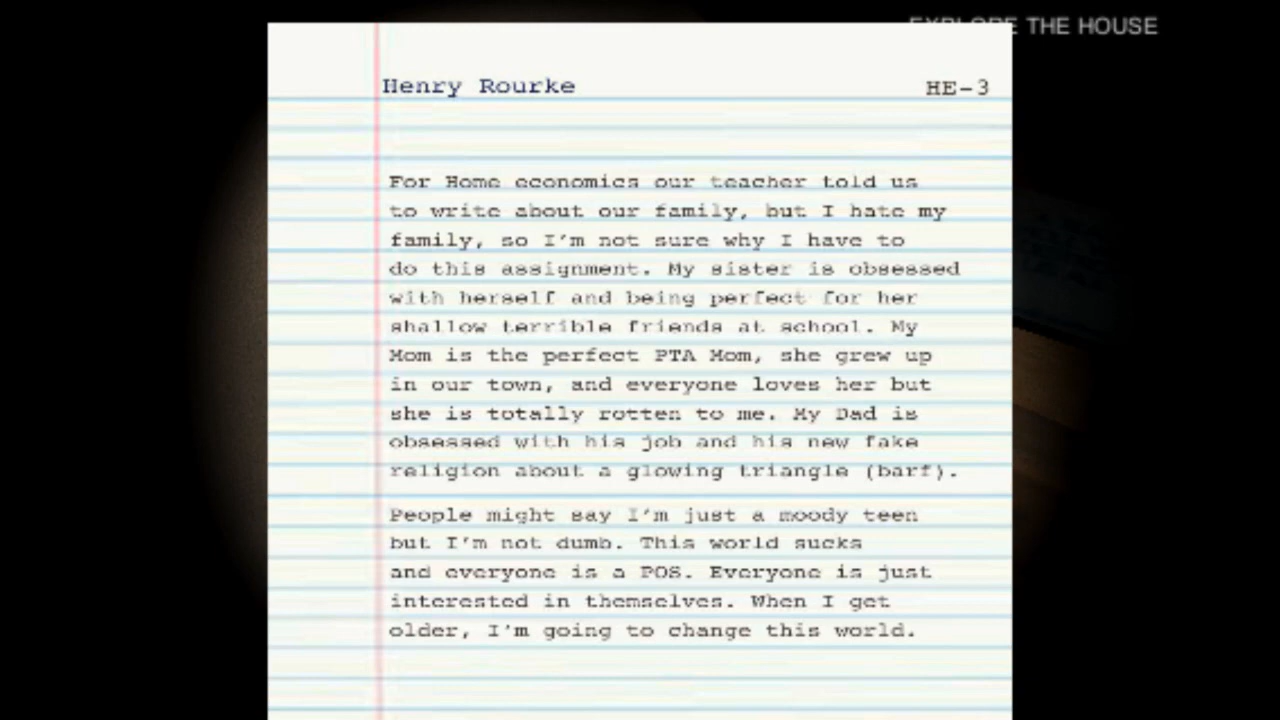 EXPLORE THE HOUSE
Henry Rourke HE-3
For Home economics our teacher told us
to write about our family, but I hate my
family, so I'm not sure why I have to
do this assignment. My sister is obsessed
with herself and being perfect for her
shallow terrible friends at school. My
Mom is the perfect PTA Mom, she grew up
in our town, and everyone loves her but
she is totally rotten to me. My Dad is
obsessed with his job and his new fake
religion about a glowing triangle (barf).
People might say I'm just a moody teen
but I'm not dumb. This world sucks
and everyone is a POS. Everyone is just
interested in themselves. When I get
older, I'm going to change this world.